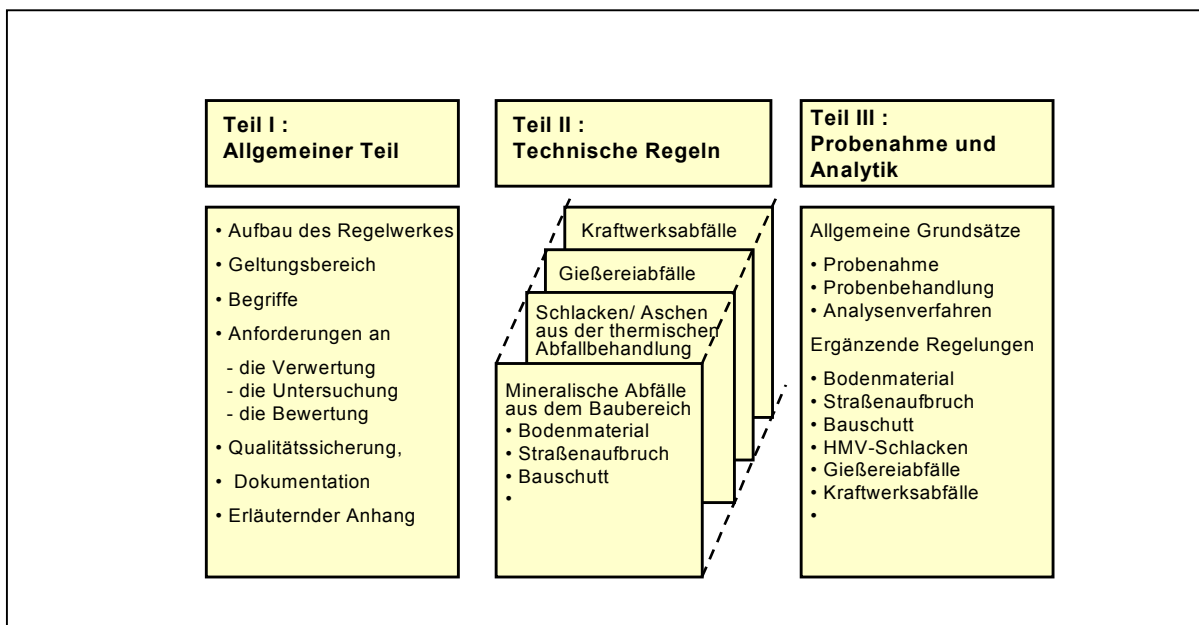 Teil I :
Allgemeiner Teil
• Aufbau des Regelwerkes
• Geltungsbereich
• Begriffe
• Anforderungen an
- die Verwertung
- die Untersuchung
- die Bewertung
• Qualitätssicherung,
• Dokumentation
• Erläuternder Anhang
Teil II :
Technische Regeln
Kraftwerksabfälle
Gießereiabfälle
Schlacken/ Aschen
aus der thermischen
Abfallbehandlung
Mineralische Abfälle
aus dem Baubereich
• Bodenmaterial
• Straßenaufbruch
• Bauschutt
•
Teil III :
Probenahme und
Analytik
Allgemeine Grundsätze
• Probenahme
• Probenbehandlung
• Analysenverfahren
Ergänzende Regelungen
• Bodenmaterial
• Straßenaufbruch
• Bauschutt
• HMV-Schlacken
• Gießereiabfälle
• Kraftwerksabfälle
•